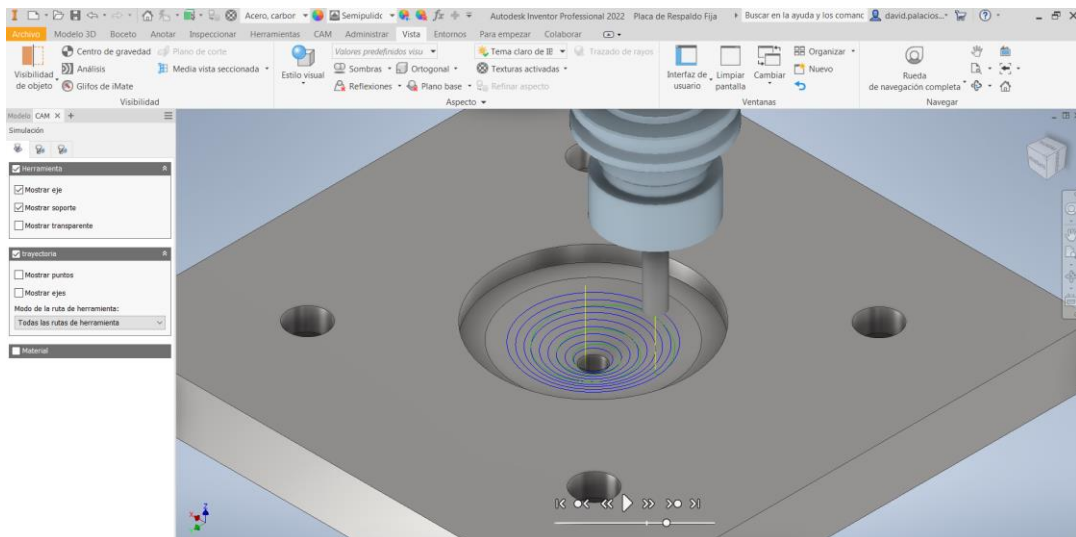 Acero, carbor Semipulidc fx Autodesk Inventor Professional 2022 Placa de Respaldo Fija Buscar en la ayuda y los comanc david.palacios...
Archivo Modelo 3D Boceto Anotar Inspeccionar Herramientas CAM Administrar Vista Entornos Para empezar Colaborar
Visibilidad de objeto
Centro de gravedad Plano de corte
Análisis Media vista seccionada
Glifos de iMate
Visibilidad
Estilo visual
Valores predefinidos visu Tema claro de IE Trazado de rayos
Sombras Ortogonal Texturas activadas
Reflexiones Plano base Refinar aspecto
Aspecto
Interfaz de usuario Limpiar pantalla Cambiar
Organizar
Nuevo
Ventanas
Rueda de navegación completa
Navegar
Modelo CAM X +
Simulación
Herramienta
Mostrar eje
Mostrar soporte
Mostrar transparente
trayectoria
Mostrar puntos
Mostrar ejes
Modo de la ruta de herramienta:
Todas las rutas de herramienta
Material